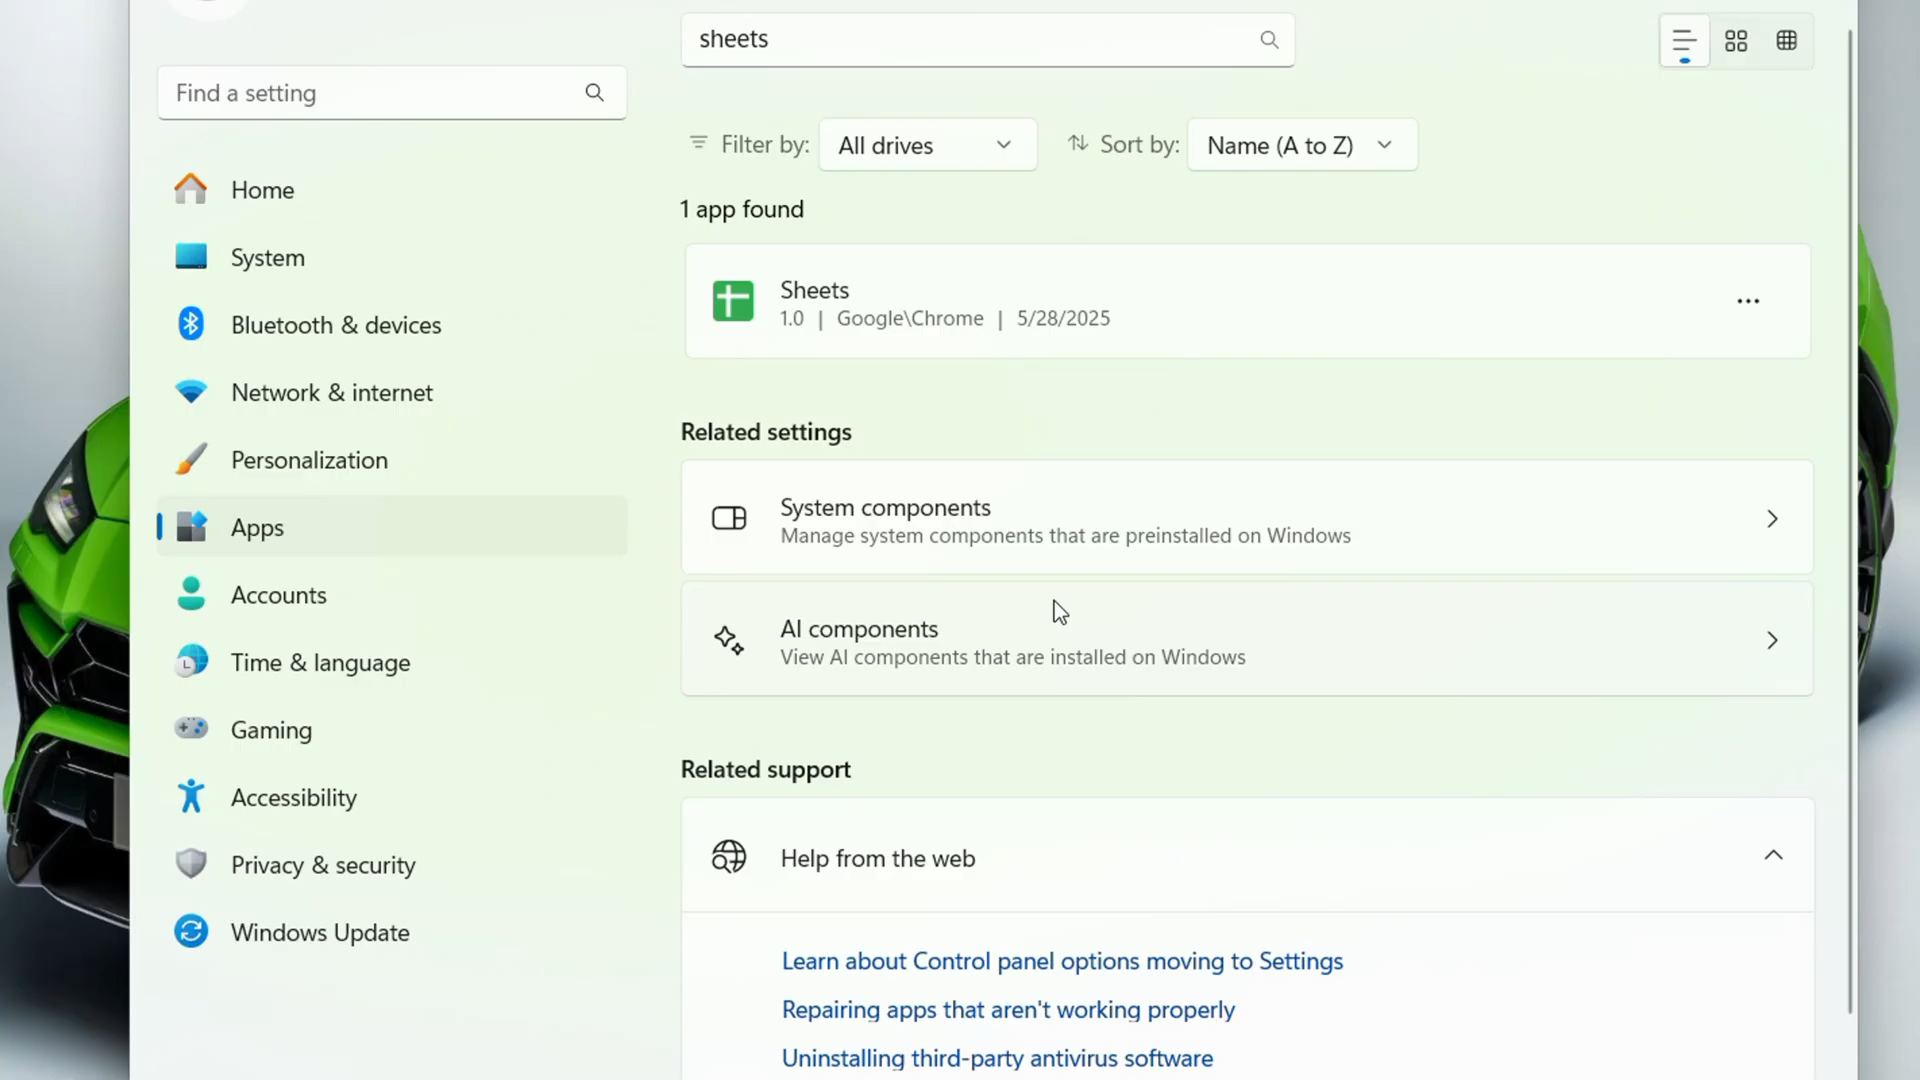 sheets
Find a setting
Filter by:
All drives
Sort by:
Name (A to Z)
1 app found
Home
System
Bluetooth & devices
Network & internet
Personalization
Apps
Accounts
Time & language
Gaming
Accessibility
Privacy & security
Windows Update
Sheets
1.0 | Google\Chrome | 5/28/2025
Related settings
System components
Manage system components that are preinstalled on Windows
AI components
View AI components that are installed on Windows
Related support
Help from the web
Learn about Control panel options moving to Settings
Repairing apps that aren't working properly
Uninstalling third-party antivirus software